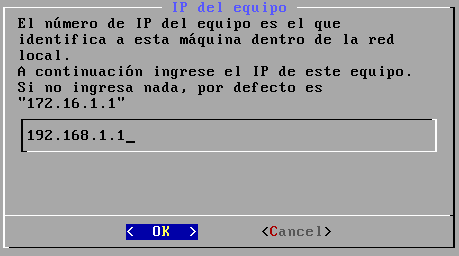 IP del equipo
El número de IP del equipo es el que
identifica a esta máquina dentro de la red
local.
A continuación ingrese el IP de este equipo.
Si no ingresa nada, por defecto es
"172.16.1.1"
192.168.1.1_
< OK > <Cancel>